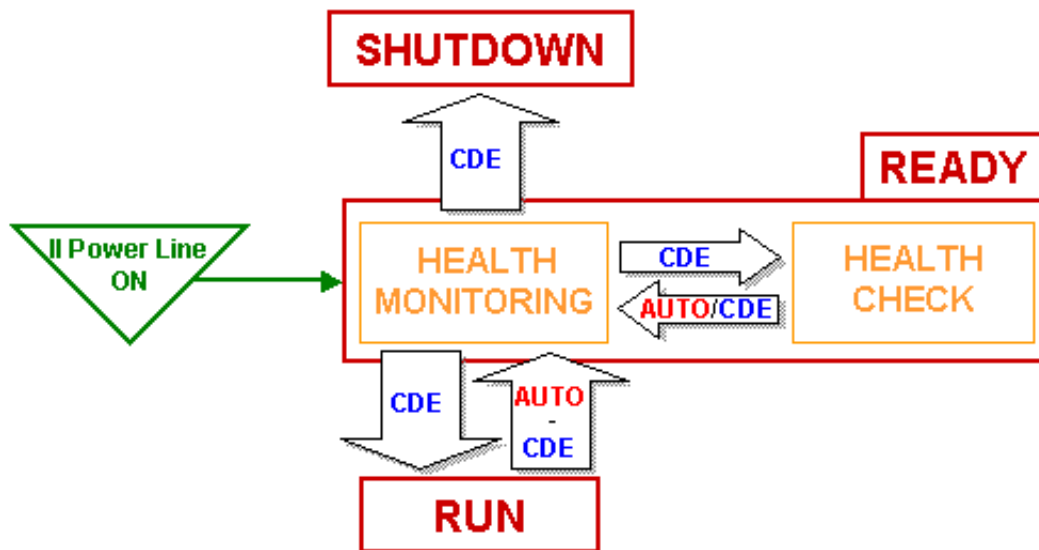 SHUTDOWN
CDE
READY
II Power Line
ON
HEALTH
MONITORING
CDE
AUTO/CDE
HEALTH
CHECK
CDE
AUTO
-
CDE
RUN